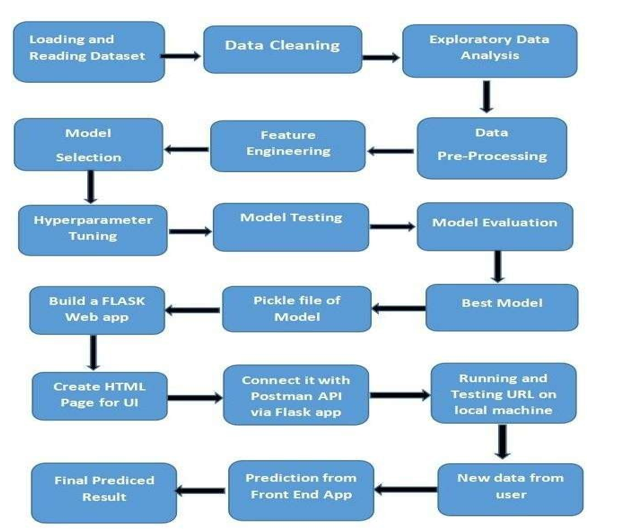 Loading and
Reading Dataset
Data Cleaning
Exploratory Data
Analysis
Data
Pre-Processing
Feature
Engineering
Model
Selection
Hyperparameter
Tuning
Model Testing
Model Evaluation
Best Model
Pickle file of
Model
Build a FLASK
Web app
Create HTML
Page for UI
Connect it with
Postman API
via Flask app
Running and
Testing URL on
local machine
New data from
user
Prediction from
Front End App
Final Prediced
Result